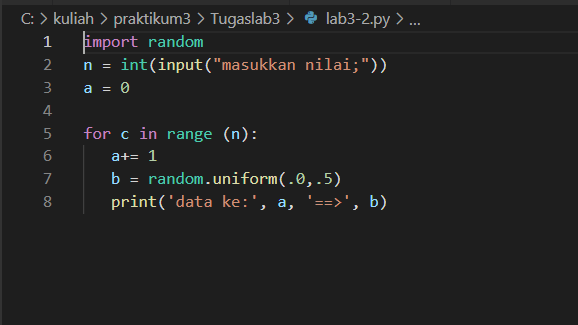 C: > kuliah > praktikum3 > Tugaslab3 > lab3-2.py > ...
1 import random
2 n = int(input("masukkan nilai;"))
3 a = 0
4
5 for c in range (n):
6 a+= 1
7 b = random.uniform(.0,.5)
8 print('data ke:', a, '==>', b)